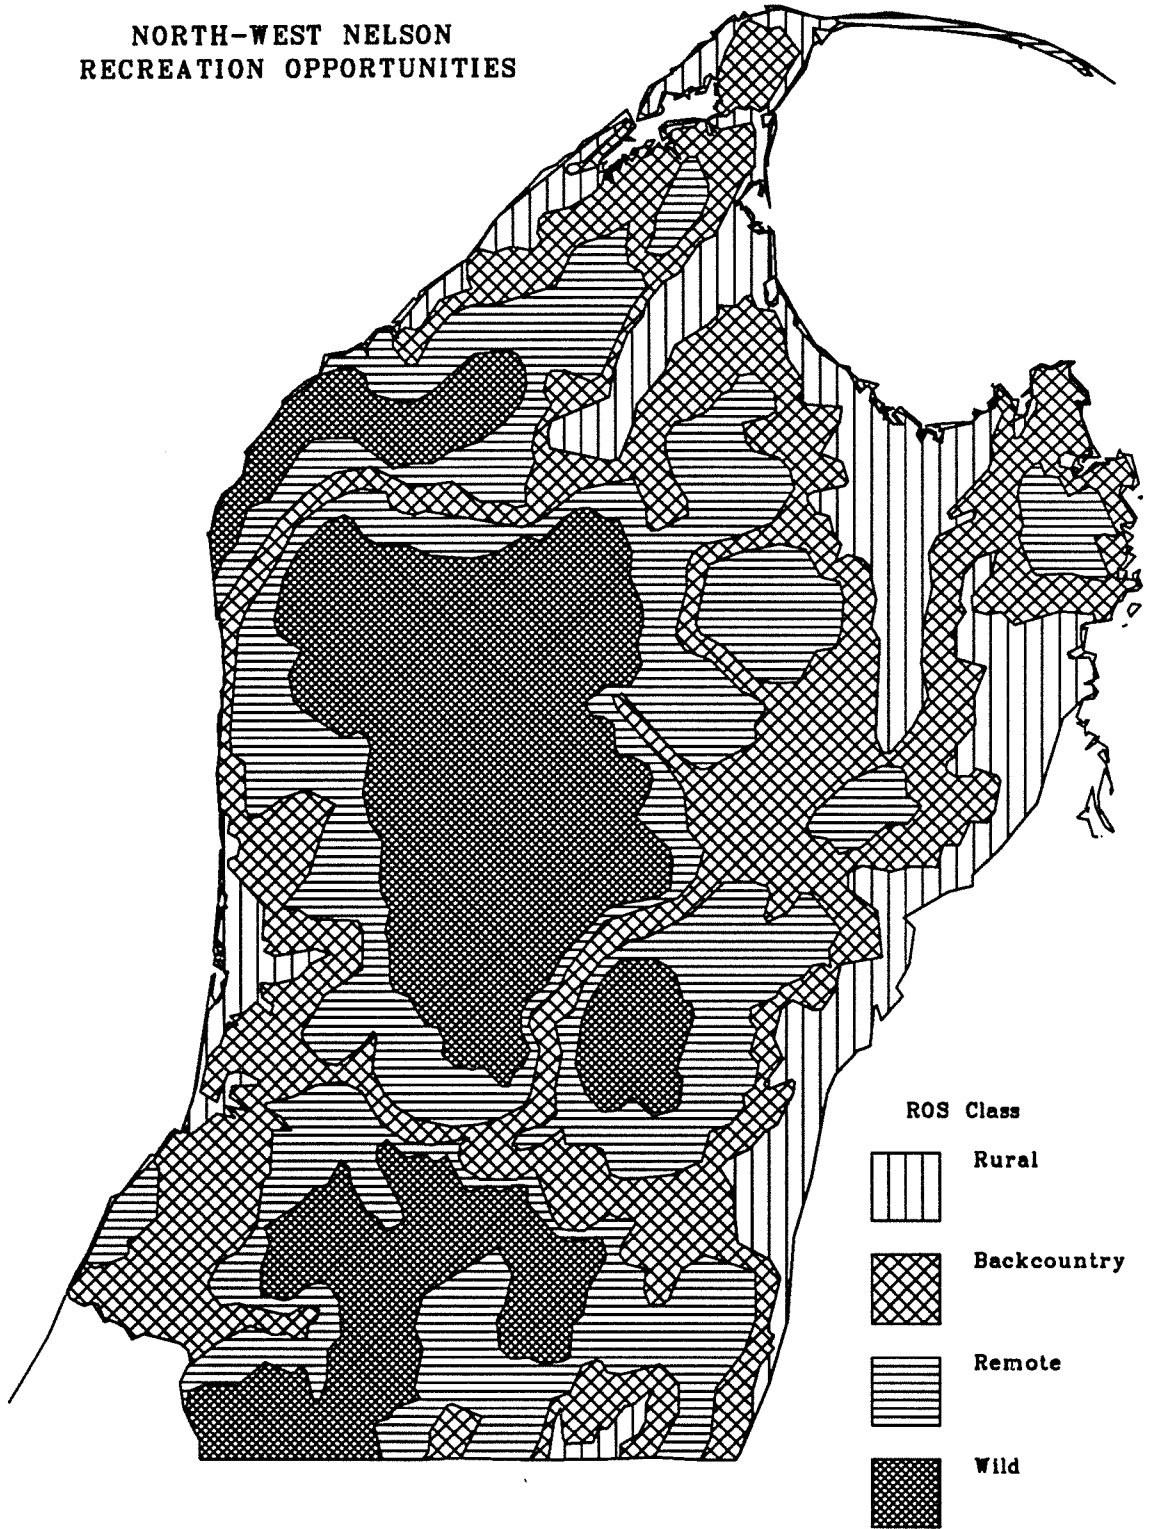 NORTH-WEST NELSON
RECREATION OPPORTUNITIES
ROS Class
Rural
Backcountry
Remote
Wild